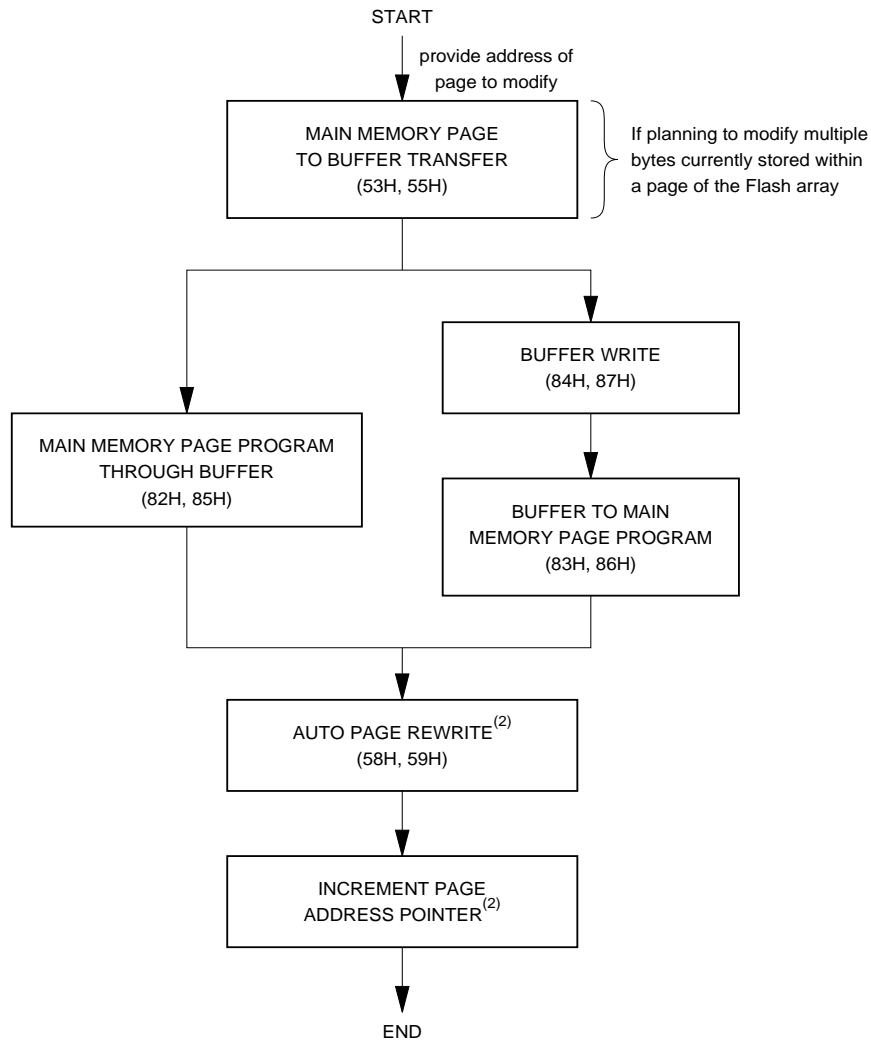 START
provide address of
page to modify
MAIN MEMORY PAGE
TO BUFFER TRANSFER
(53H, 55H)
If planning to modify multiple
bytes currently stored within
a page of the Flash array
BUFFER WRITE
(84H, 87H)
MAIN MEMORY PAGE PROGRAM
THROUGH BUFFER
(82H, 85H)
BUFFER TO MAIN
MEMORY PAGE PROGRAM
(83H, 86H)
AUTO PAGE REWRITE(2)
(58H, 59H)
INCREMENT PAGE
ADDRESS POINTER(2)
END